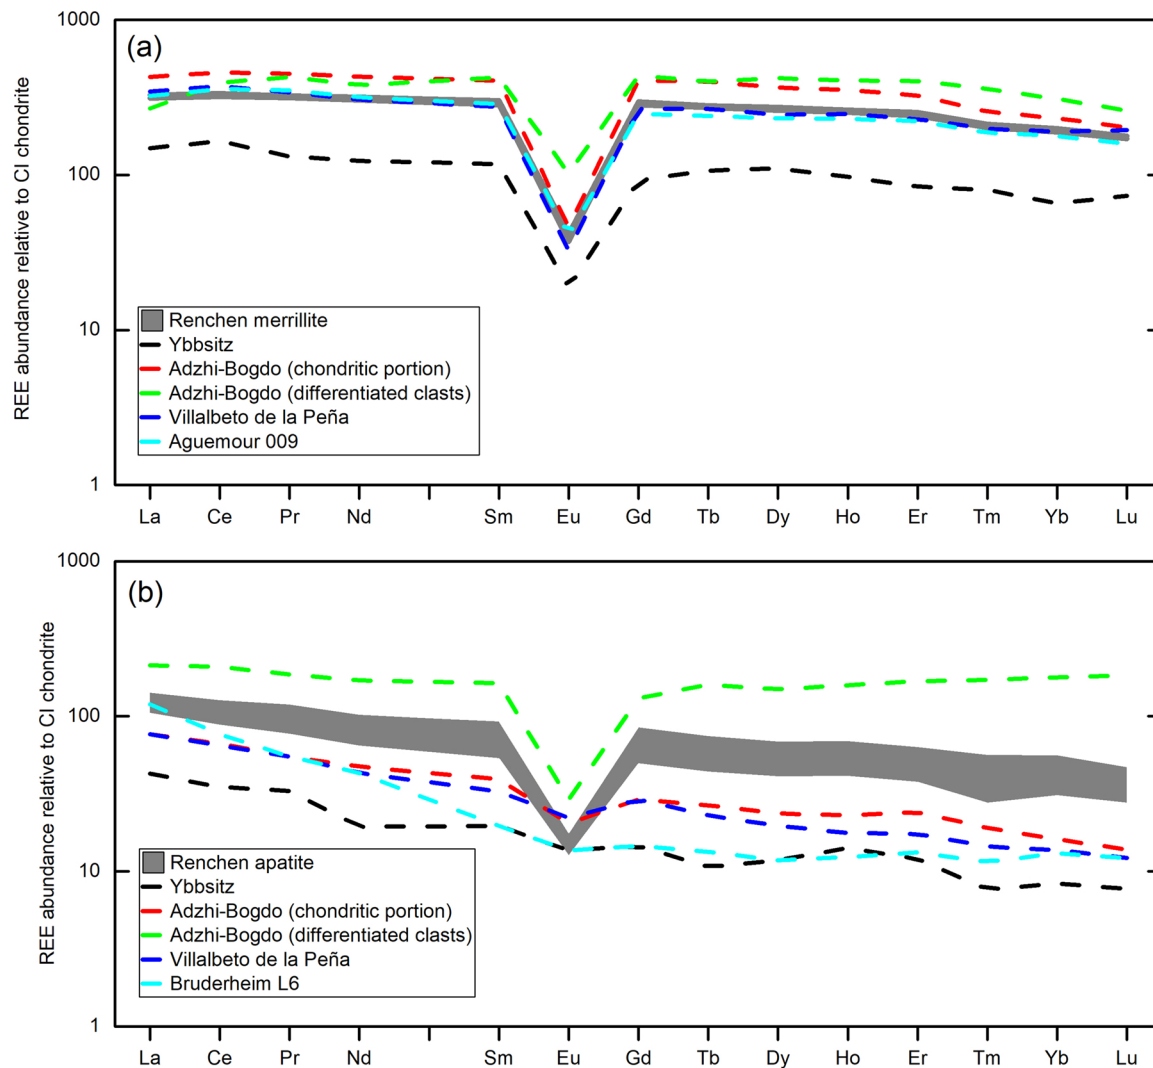 (a)
REE abundance relative to CI chondrite
1000
100
10
1
Renchen merrillite
Ybbsitz
Adzhi-Bogdo (chondritic portion)
Adzhi-Bogdo (differentiated clasts)
Villalbeto de la Peña
Aguemour 009
La Ce Pr Nd Sm Eu Gd Tb Dy Ho Er Tm Yb Lu
(b)
REE abundance relative to CI chondrite
1000
100
10
1
Renchen apatite
Ybbsitz
Adzhi-Bogdo (chondritic portion)
Adzhi-Bogdo (differentiated clasts)
Villalbeto de la Peña
Bruderheim L6
La Ce Pr Nd Sm Eu Gd Tb Dy Ho Er Tm Yb Lu